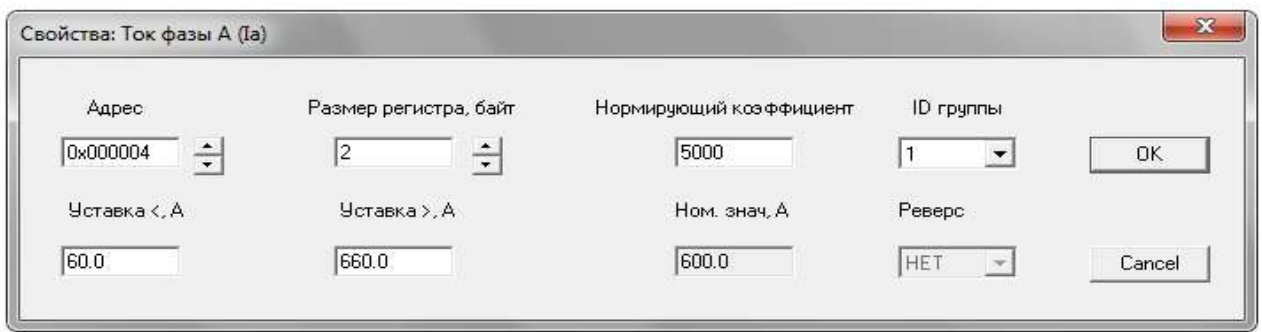 Свойства: Ток фазы А (Ia)
Адрес Размер регистра, байт Нормирующий коэффициент ID группы
0x000004 2 5000 1 OK
Уставка <, А Уставка >, А Ном. знач, А Реверс
60.0 660.0 600.0 НЕТ Cancel